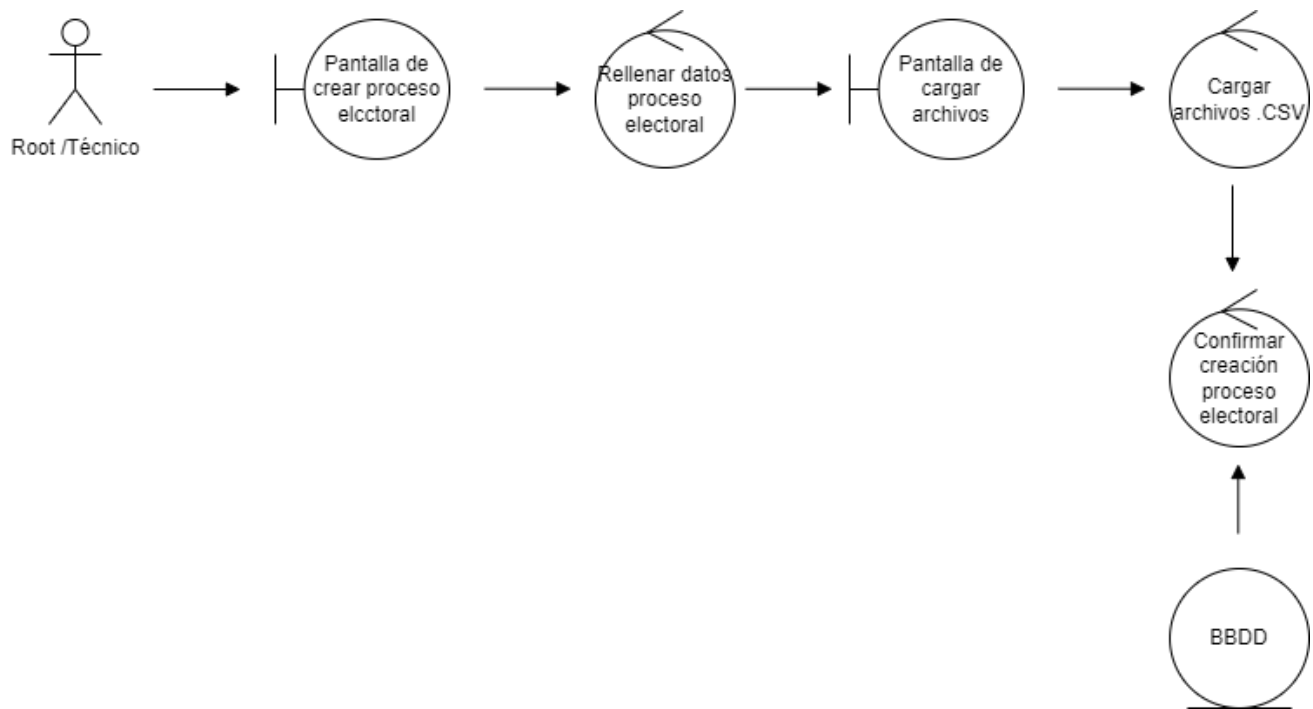 Root /Técnico
Pantalla de
crear proceso
elcctoral
Rellenar datos
proceso
electoral
Pantalla de
cargar
archivos
Cargar
archivos .CSV
Confirmar
creación
proceso
electoral
BBDD